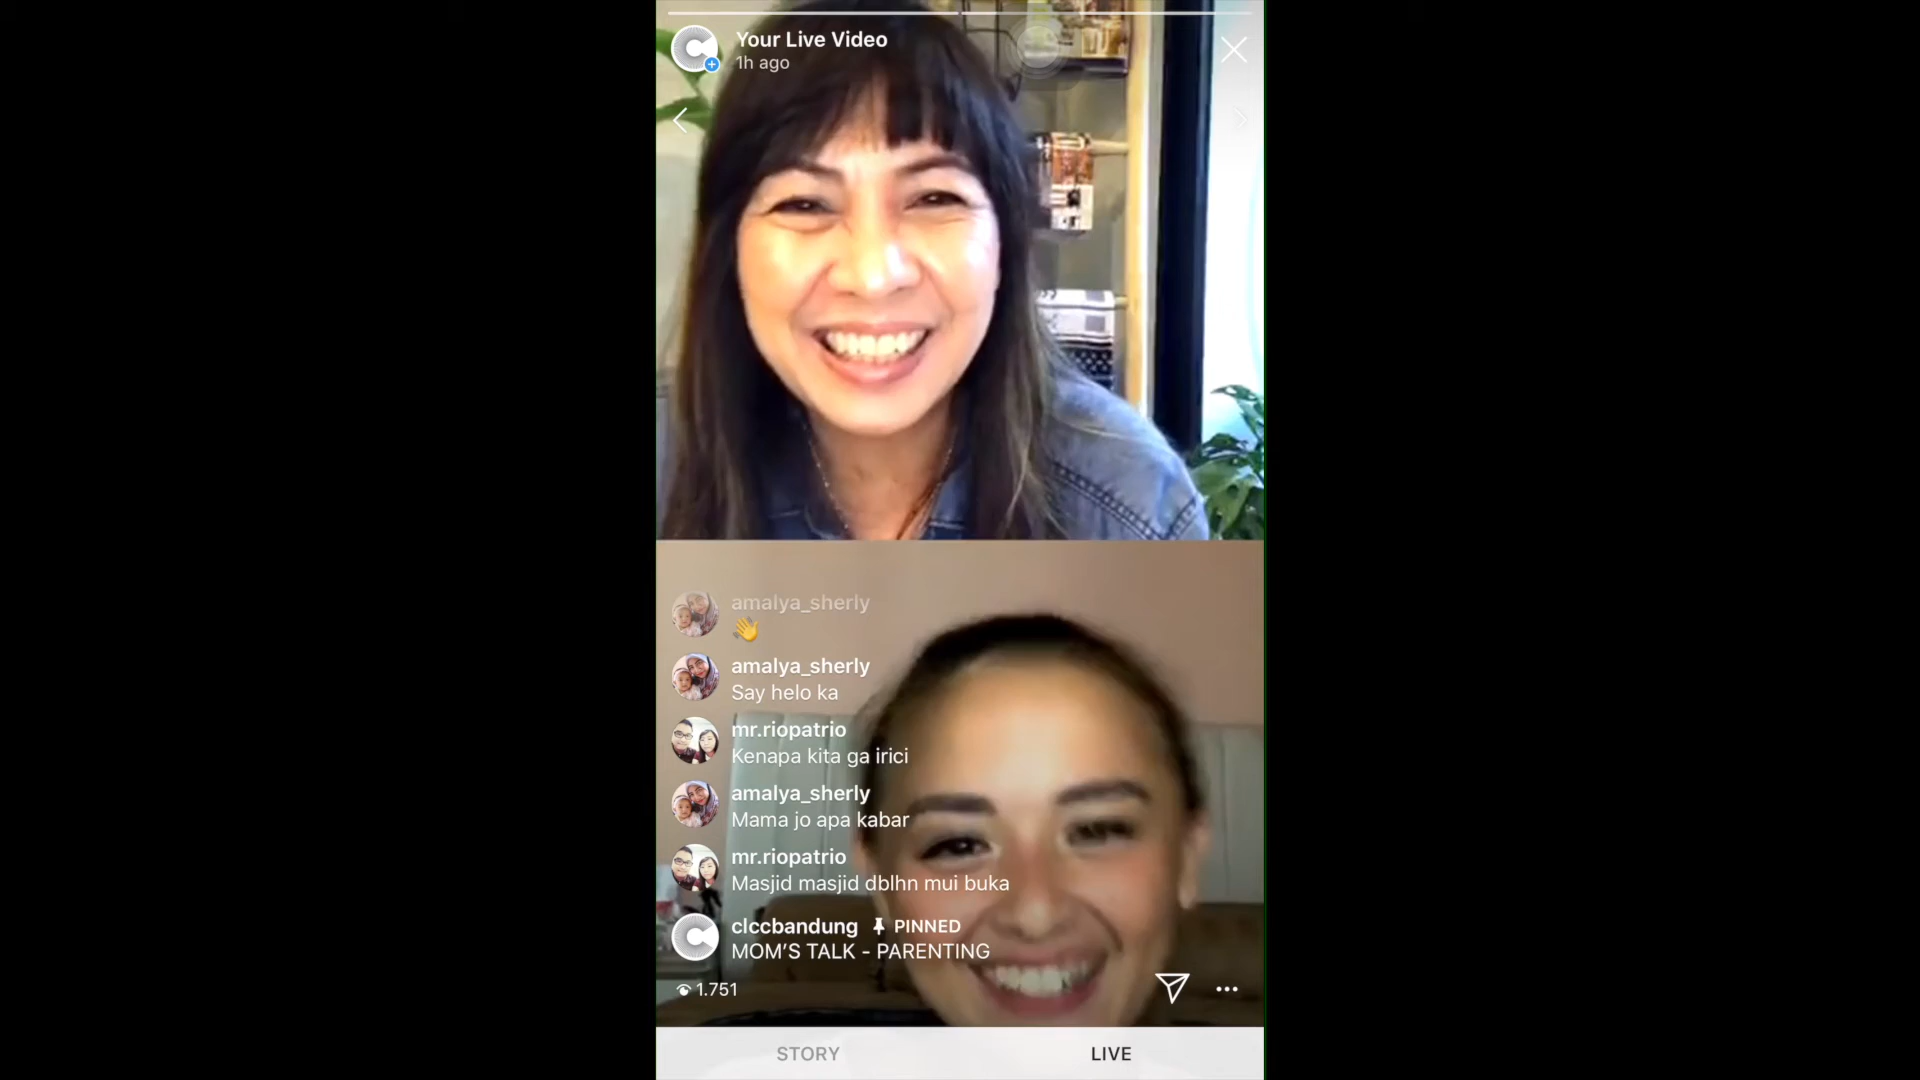 Your Live Video
1h ago
amalya_sherly
👋
amalya_sherly
Say helo ka
mr.riopatrio
Kenapa kita ga irici
amalya_sherly
Mama jo apa kabar
mr.riopatrio
Masjid masjid dblhn mui buka
clccbandung PINNED
MOM'S TALK - PARENTING
1.751
STORY
LIVE